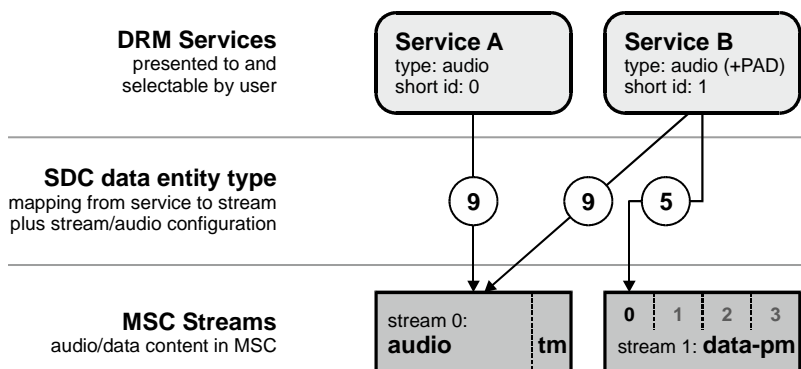 DRM Services
presented to and
selectable by user
Service A
type: audio
short id: 0
Service B
type: audio (+PAD)
short id: 1
SDC data entity type
mapping from service to stream
plus stream/audio configuration
9
9
5
MSC Streams
audio/data content in MSC
stream 0:
audio
tm
0 1 2 3
stream 1: data-pm